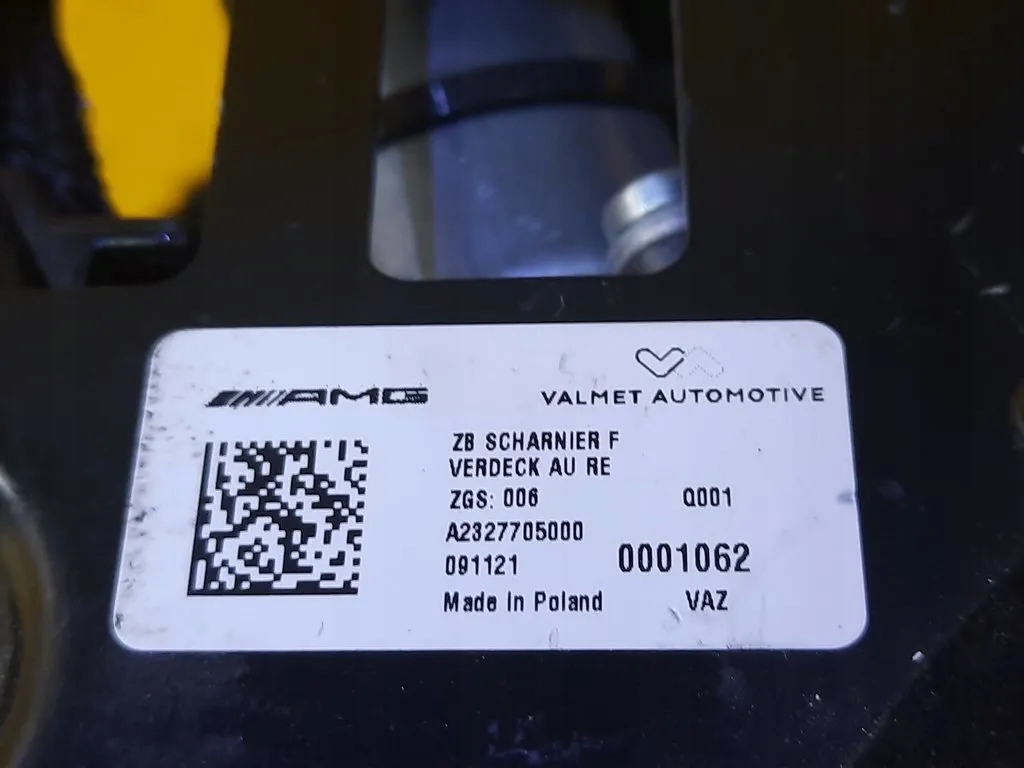 AMG
VALMET AUTOMOTIVE
ZB SCHARNIER F
VERDECK AU RE
ZGS: 006 Q001
A2327705000
091121 0001062
Made in Poland VAZ